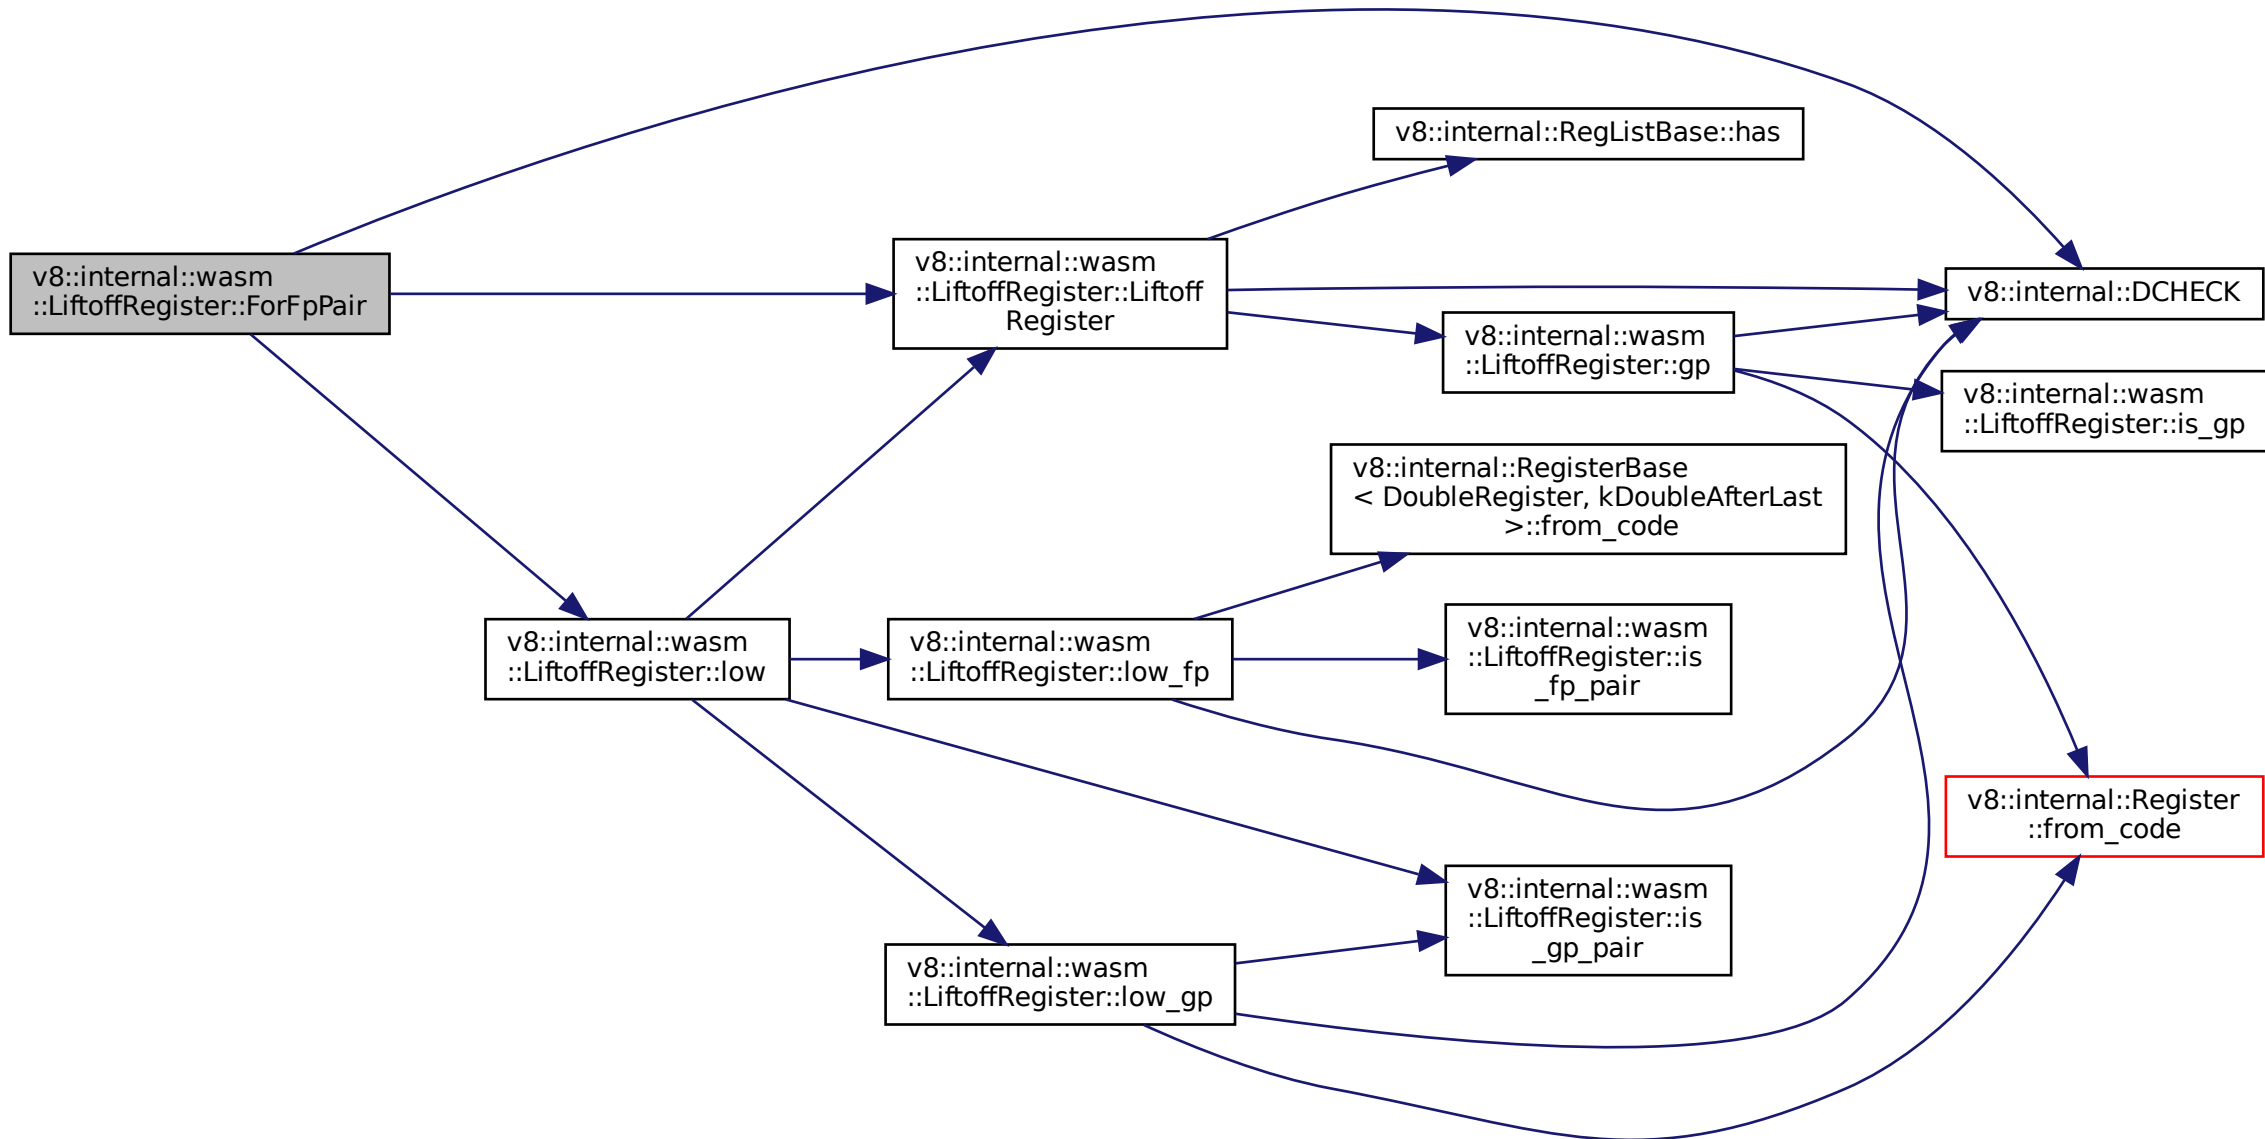 v8::internal::wasm
::LiftoffRegister::ForFpPair
v8::internal::wasm
::LiftoffRegister::low
v8::internal::wasm
::LiftoffRegister::Liftoff
Register
v8::internal::wasm
::LiftoffRegister::low_fp
v8::internal::wasm
::LiftoffRegister::low_gp
v8::internal::RegListBase::has
v8::internal::wasm
::LiftoffRegister::gp
v8::internal::RegisterBase
< DoubleRegister, kDoubleAfterLast
>::from_code
v8::internal::wasm
::LiftoffRegister::is
_fp_pair
v8::internal::wasm
::LiftoffRegister::is
_gp_pair
v8::internal::DCHECK
v8::internal::wasm
::LiftoffRegister::is_gp
v8::internal::Register
::from_code